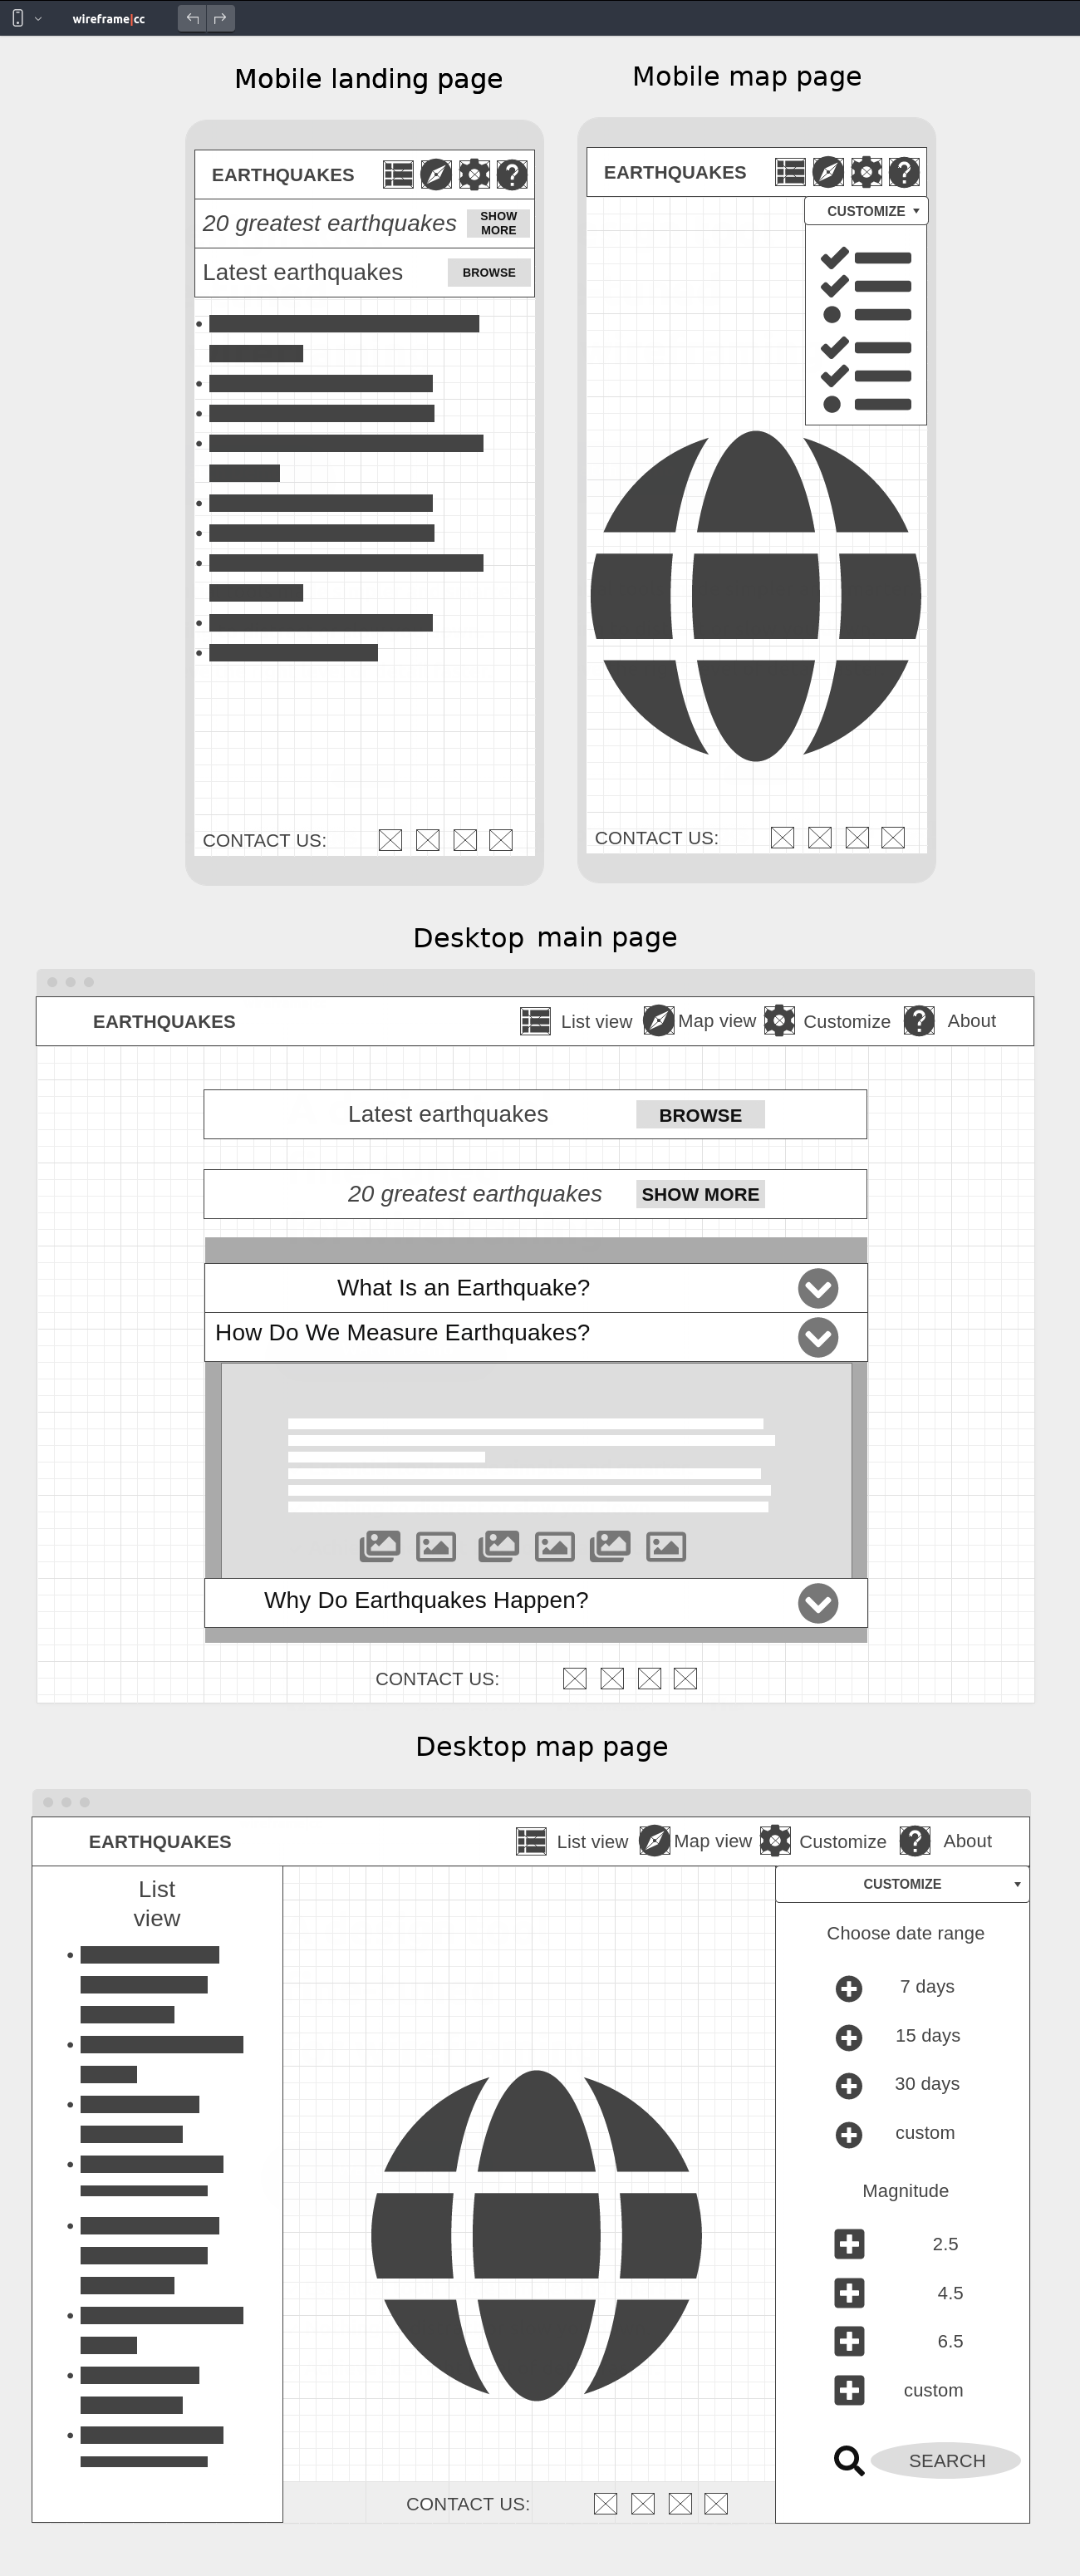 wireframe|cc
Mobile landing page
EARTHQUAKES
20 greatest earthquakes
SHOW
MORE
Latest earthquakes
BROWSE
CONTACT US:
Mobile map page
EARTHQUAKES
CUSTOMIZE
CONTACT US:
Desktop main page
EARTHQUAKES
List view
Map view
Customize
About
Latest earthquakes
BROWSE
20 greatest earthquakes
SHOW MORE
What Is an Earthquake?
How Do We Measure Earthquakes?
Why Do Earthquakes Happen?
CONTACT US:
Desktop map page
EARTHQUAKES
List view
Map view
Customize
About
List
view
CUSTOMIZE
Choose date range
7 days
15 days
30 days
custom
Magnitude
2.5
4.5
6.5
custom
SEARCH
CONTACT US: